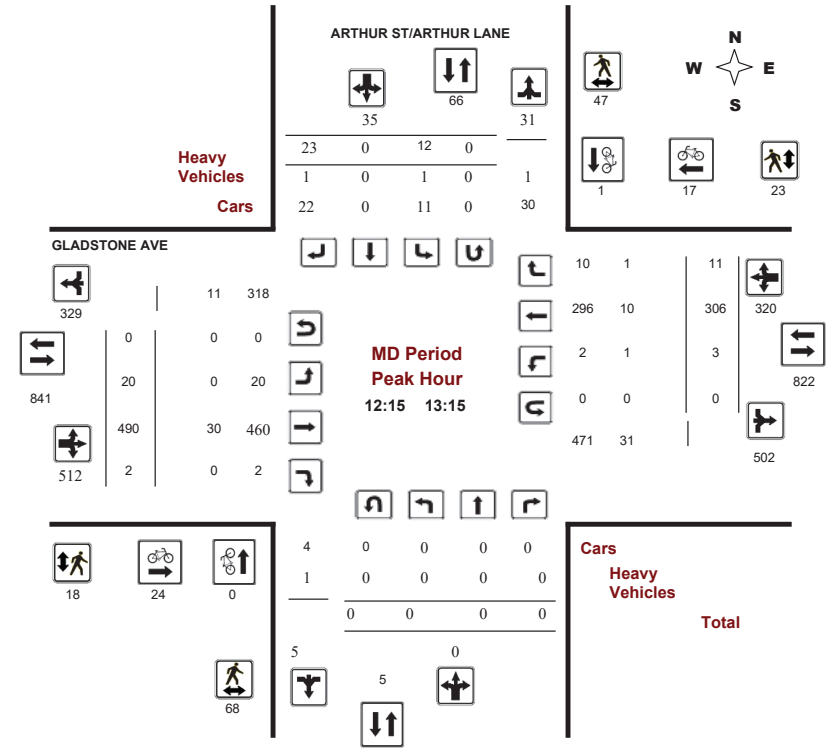 ARTHUR ST/ARTHUR LANE
N
W E
S
66
47
35 31
23 0 12 0
Heavy
Vehicles
1 0 1 0 1
Cars
22 0 11 0 30
1 17 23
GLADSTONE AVE
329
11 318
0 0 0
841
20 0 20
490 30 460
512
2 0 2
MD Period
Peak Hour
12:15 13:15
10 1 11
296 10 306 320
2 1 3
822
0 0 0
471 31
502
4 0 0 0 0
Cars
1 0 0 0 0
Heavy
Vehicles
0 0 0 0
Total
18 24 0
5 0
5
68